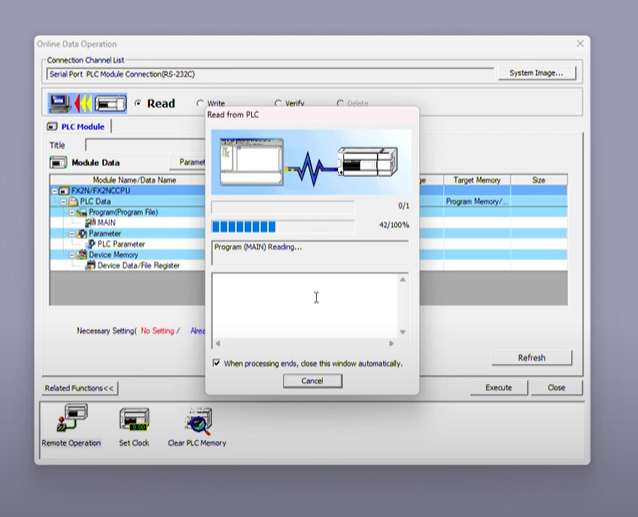 Online Data Operation
Connection Channel List
Serial Port PLC Module Connection(RS-232C)
System Image...
Read
Write
Verify
Delete
PLC Module
Title
Module Data
Module Name/Data Name
Target Memory
Size
FX2N/FX2NCCPU
PLC Data
Program Memory/...
Program(Program File)
MAIN
Parameter
PLC Parameter
Device Memory
Device Data/File Register
Necessary Setting( No Setting /
Refresh
Related Functions<<
Execute
Close
Remote Operation
Set Clock
Clear PLC Memory
Read from PLC
0/1
42/100%
Program (MAIN) Reading...
When processing ends, close this window automatically.
Cancel